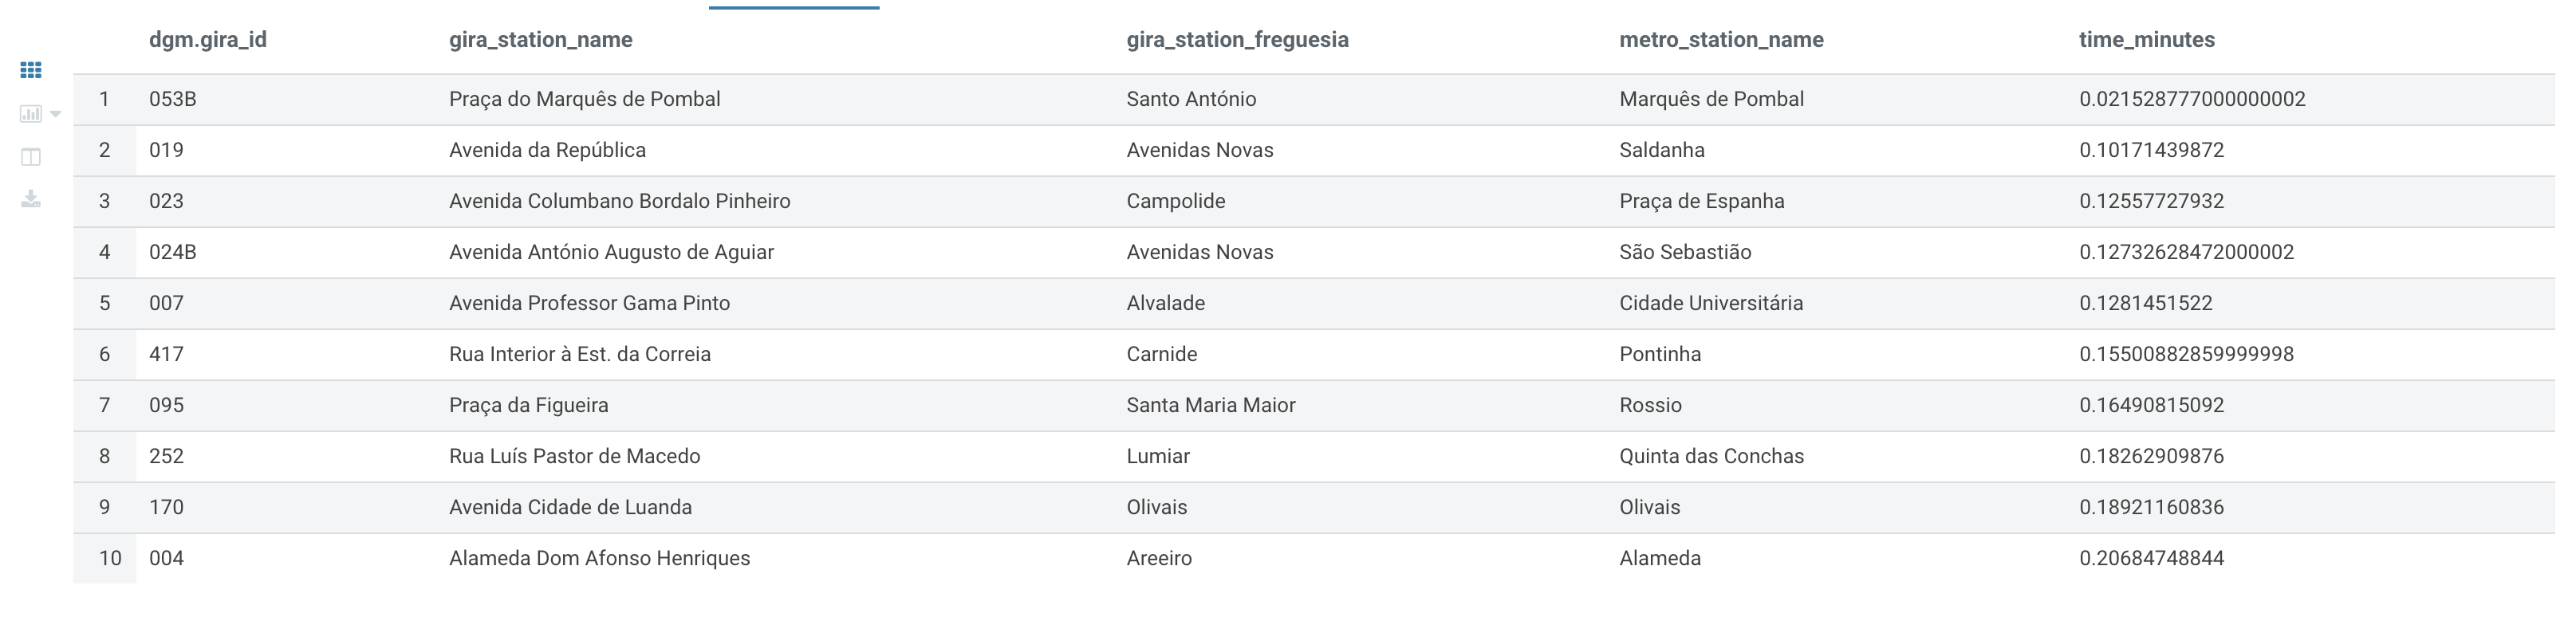 dgm.gira_id gira_station_name gira_station_freguesia metro_station_name time_minutes
1 053B Praça do Marquês de Pombal Santo António Marquês de Pombal 0.021528777000000002
2 019 Avenida da República Avenidas Novas Saldanha 0.10171439872
3 023 Avenida Columbano Bordalo Pinheiro Campolide Praça de Espanha 0.12557727932
4 024B Avenida António Augusto de Aguiar Avenidas Novas São Sebastião 0.12732628472000002
5 007 Avenida Professor Gama Pinto Alvalade Cidade Universitária 0.1281451522
6 417 Rua Interior à Est. da Correia Carnide Pontinha 0.15500882859999998
7 095 Praça da Figueira Santa Maria Maior Rossio 0.16490815092
8 252 Rua Luís Pastor de Macedo Lumiar Quinta das Conchas 0.18262909876
9 170 Avenida Cidade de Luanda Olivais Olivais 0.18921160836
10 004 Alameda Dom Afonso Henriques Areeiro Alameda 0.20684748844